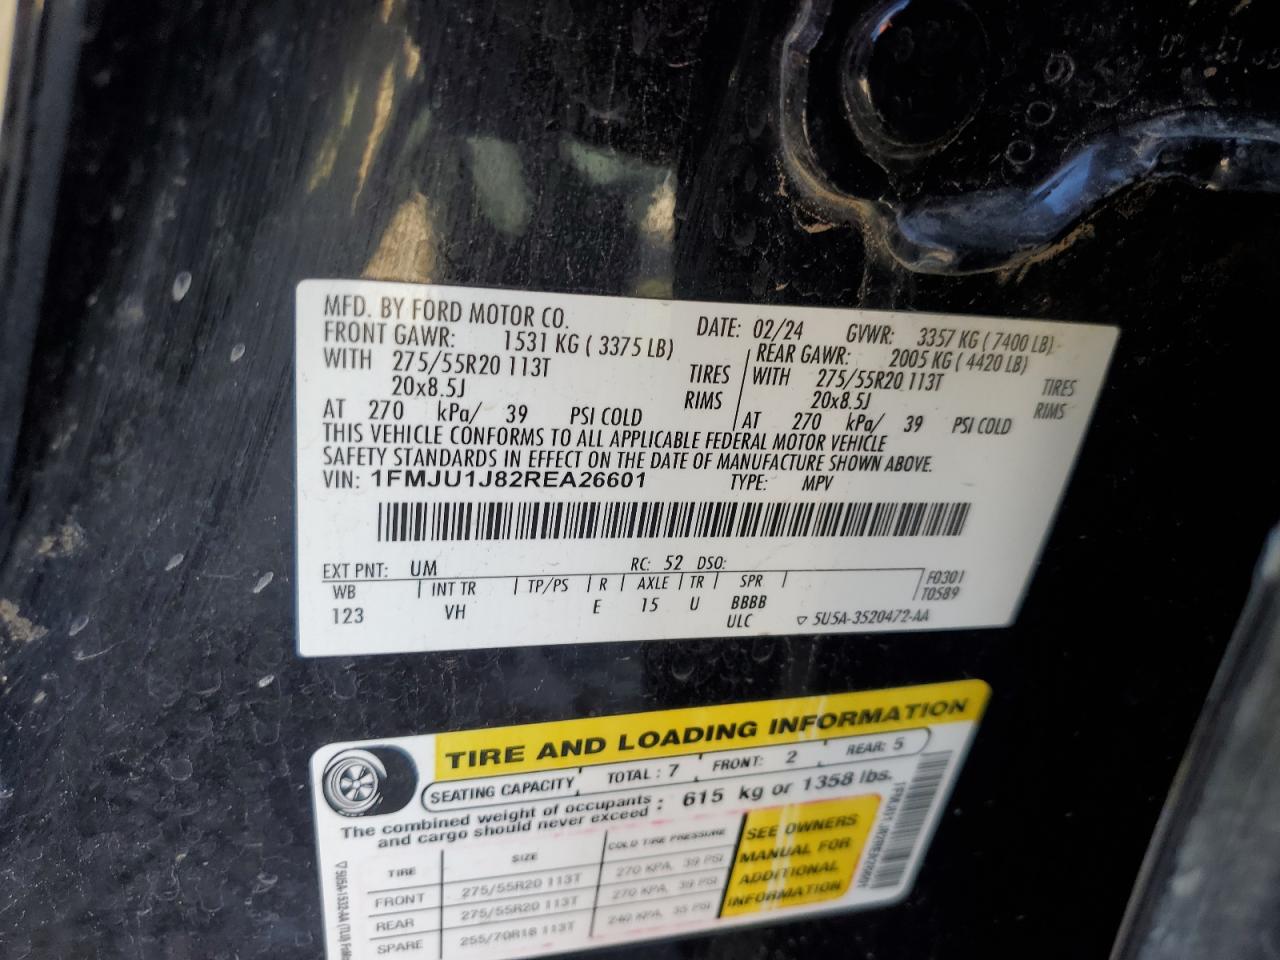 MFD. BY FORD MOTOR CO.
DATE: 02/24 GVWR: 3357 KG ( 7400 LB)
FRONT GAWR: 1531 KG ( 3375 LB) REAR GAWR: 2005 KG ( 4420 LB)
WITH 275/55R20 113T TIRES WITH 275/55R20 113T TIRES
20x8.5J RIMS 20x8.5J RIMS
AT 270 kPa/ 39 PSI COLD AT 270 kPa/ 39 PSI COLD
THIS VEHICLE CONFORMS TO ALL APPLICABLE FEDERAL MOTOR VEHICLE
SAFETY STANDARDS IN EFFECT ON THE DATE OF MANUFACTURE SHOWN ABOVE.
VIN: 1FMJU1J82REA26601 TYPE: MPV
EXT PNT: UM RC: 52 DSO:
WB INT TR TP/PS R AXLE TR SPR F0301
T0589
123 VH E 15 U BBBB
ULC ▽ 5U5A-3520472-AA
TIRE AND LOADING INFORMATION
SEATING CAPACITY TOTAL : 7 FRONT: 2 REAR: 5
The combined weight of occupants and cargo should never exceed : 615 kg or 1358 lbs.
TIRE SIZE COLD TIRE PRESSURE
FRONT 275/55R20 113T 270 KPA, 39 PSI
REAR 275/55R20 113T 270 KPA, 39 PSI
SPARE 255/70R18 113T 240 KPA, 35 PSI
SEE OWNERS
MANUAL FOR
ADDITIONAL
INFORMATION
▽ 5U5A-1532-AA (TLU)